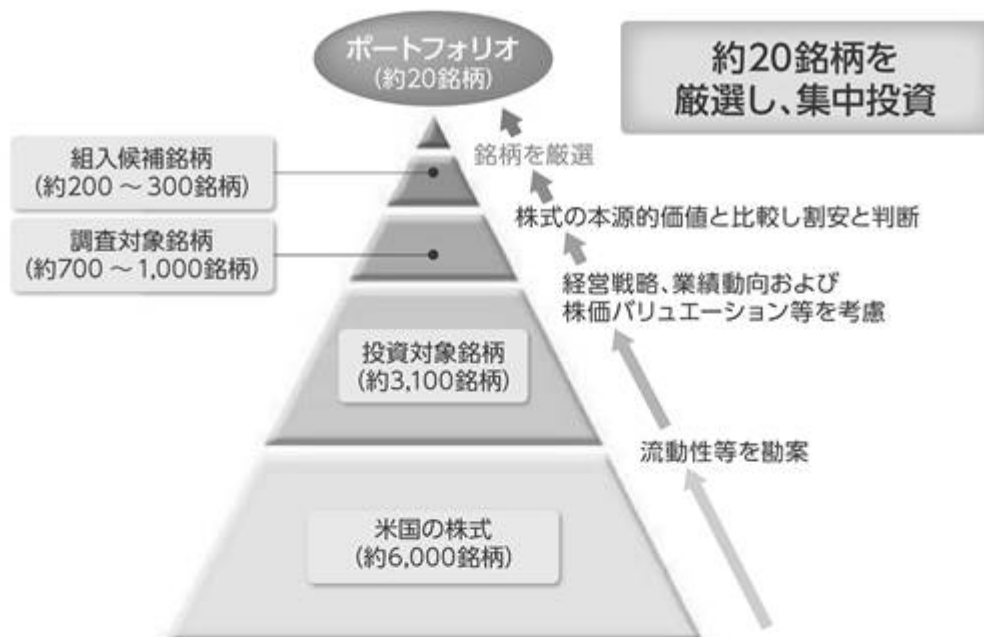 ポートフォリオ
(約20銘柄)
約20銘柄を
厳選し、集中投資
銘柄を厳選
組入候補銘柄
(約200 ～ 300銘柄)
株式の本源的価値と比較し割安と判断
調査対象銘柄
(約700 ～ 1,000銘柄)
経営戦略、業績動向および
株価バリュエーション等を考慮
投資対象銘柄
(約3,100銘柄)
流動性等を勘案
米国の株式
(約6,000銘柄)